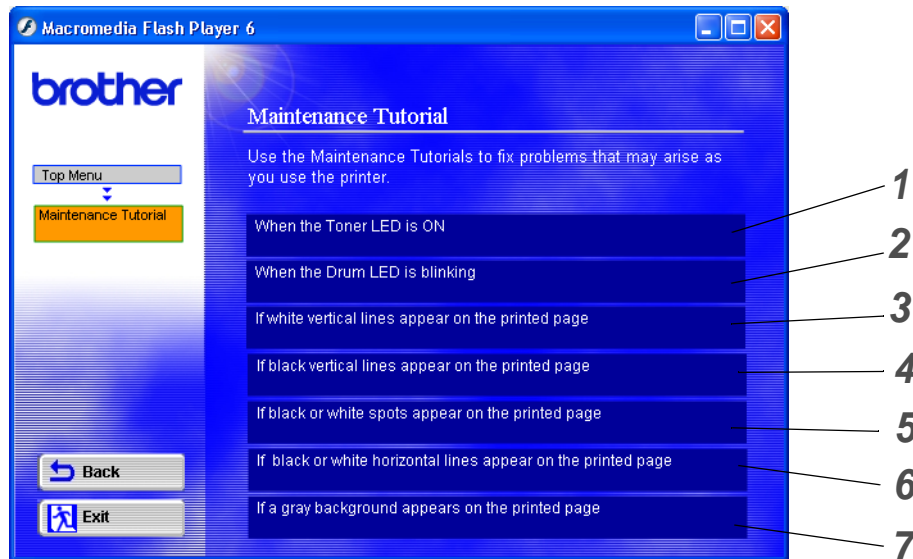 Macromedia Flash Player 6
brother
Top Menu
Maintenance Tutorial
Back
Exit
Maintenance Tutorial
Use the Maintenance Tutorials to fix problems that may arise as
you use the printer.
When the Toner LED is ON
When the Drum LED is blinking
If white vertical lines appear on the printed page
If black vertical lines appear on the printed page
If black or white spots appear on the printed page
If black or white horizontal lines appear on the printed page
If a gray background appears on the printed page
1
2
3
4
5
6
7